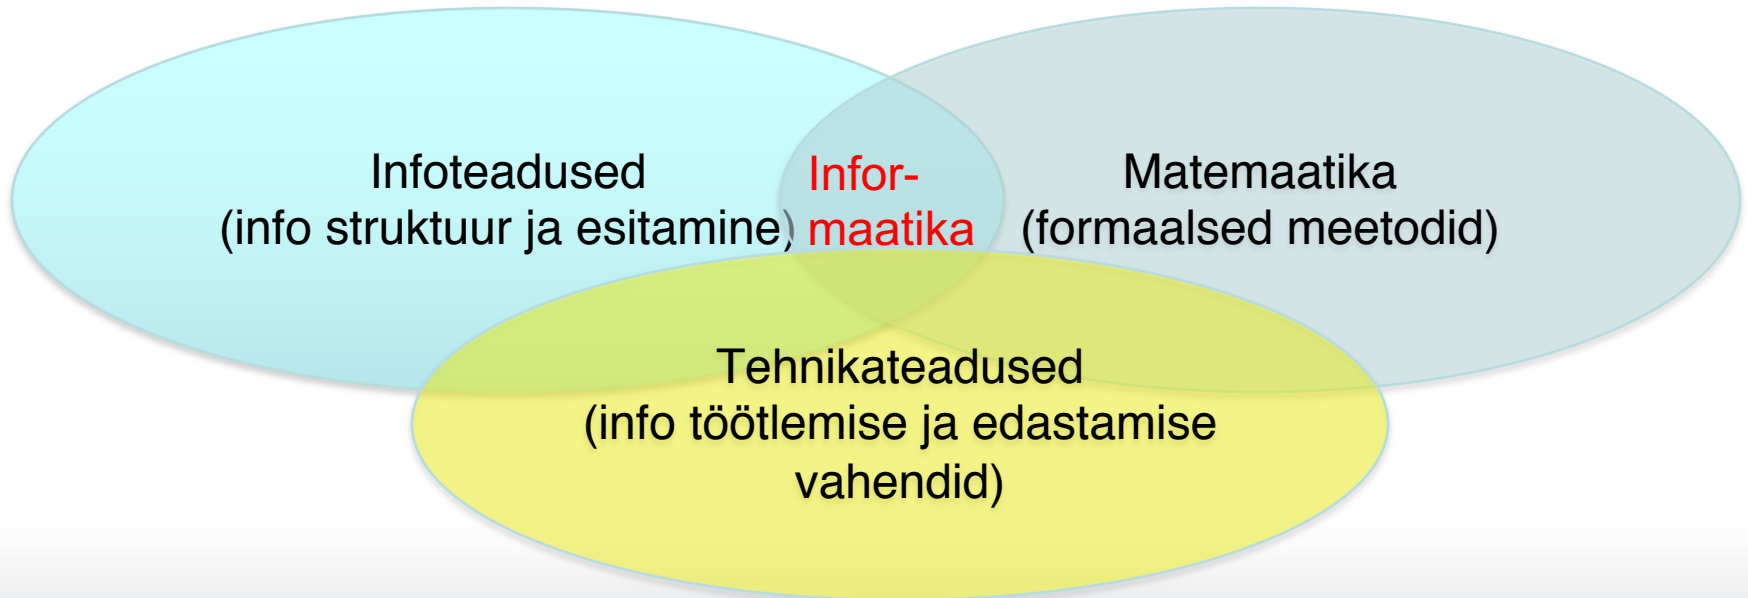 Infoteadused
(info struktuur ja esitamine)
Infor-
maatika
Matemaatika
(formaalsed meetodid)
Tehnikateadused
(info töötlemise ja edastamise
vahendid)